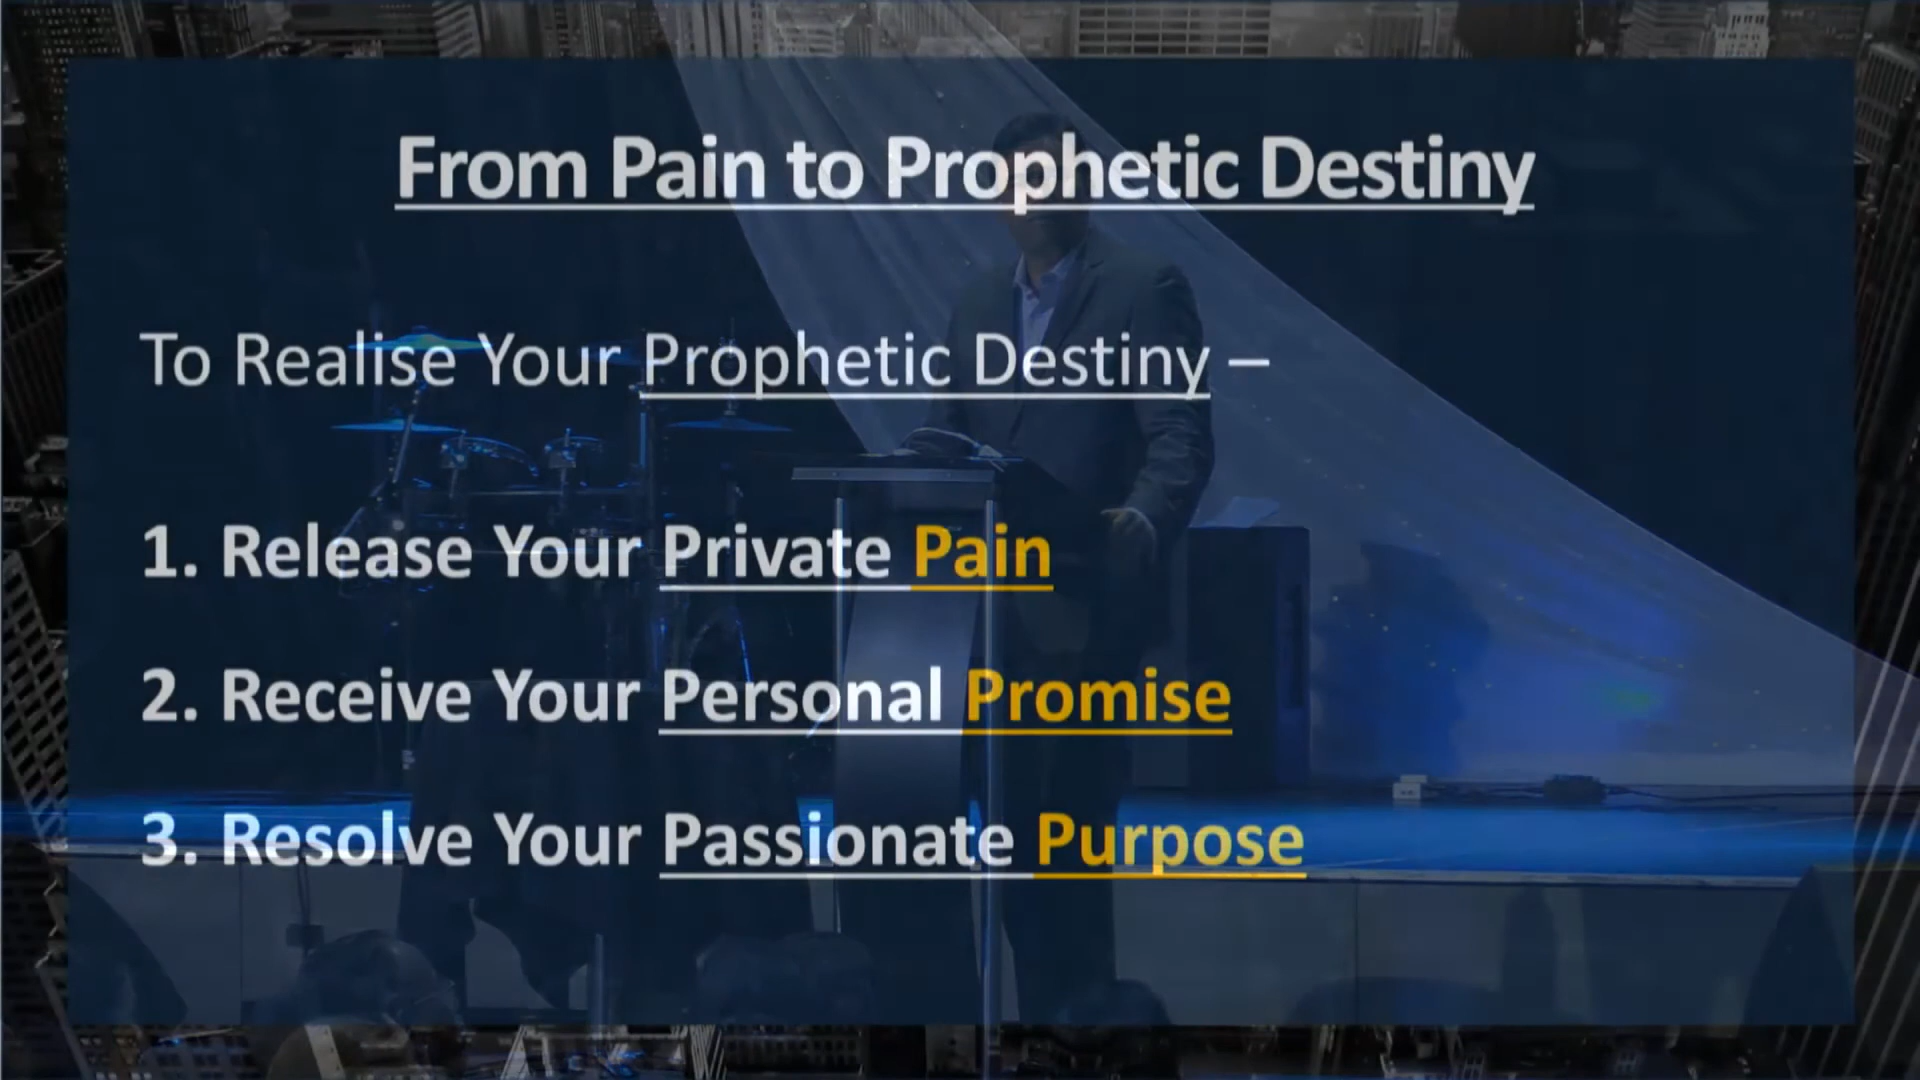 From Pain to Prophetic Destiny
To Realise Your Prophetic Destiny –
1. Release Your Private Pain
2. Receive Your Personal Promise
3. Resolve Your Passionate Purpose